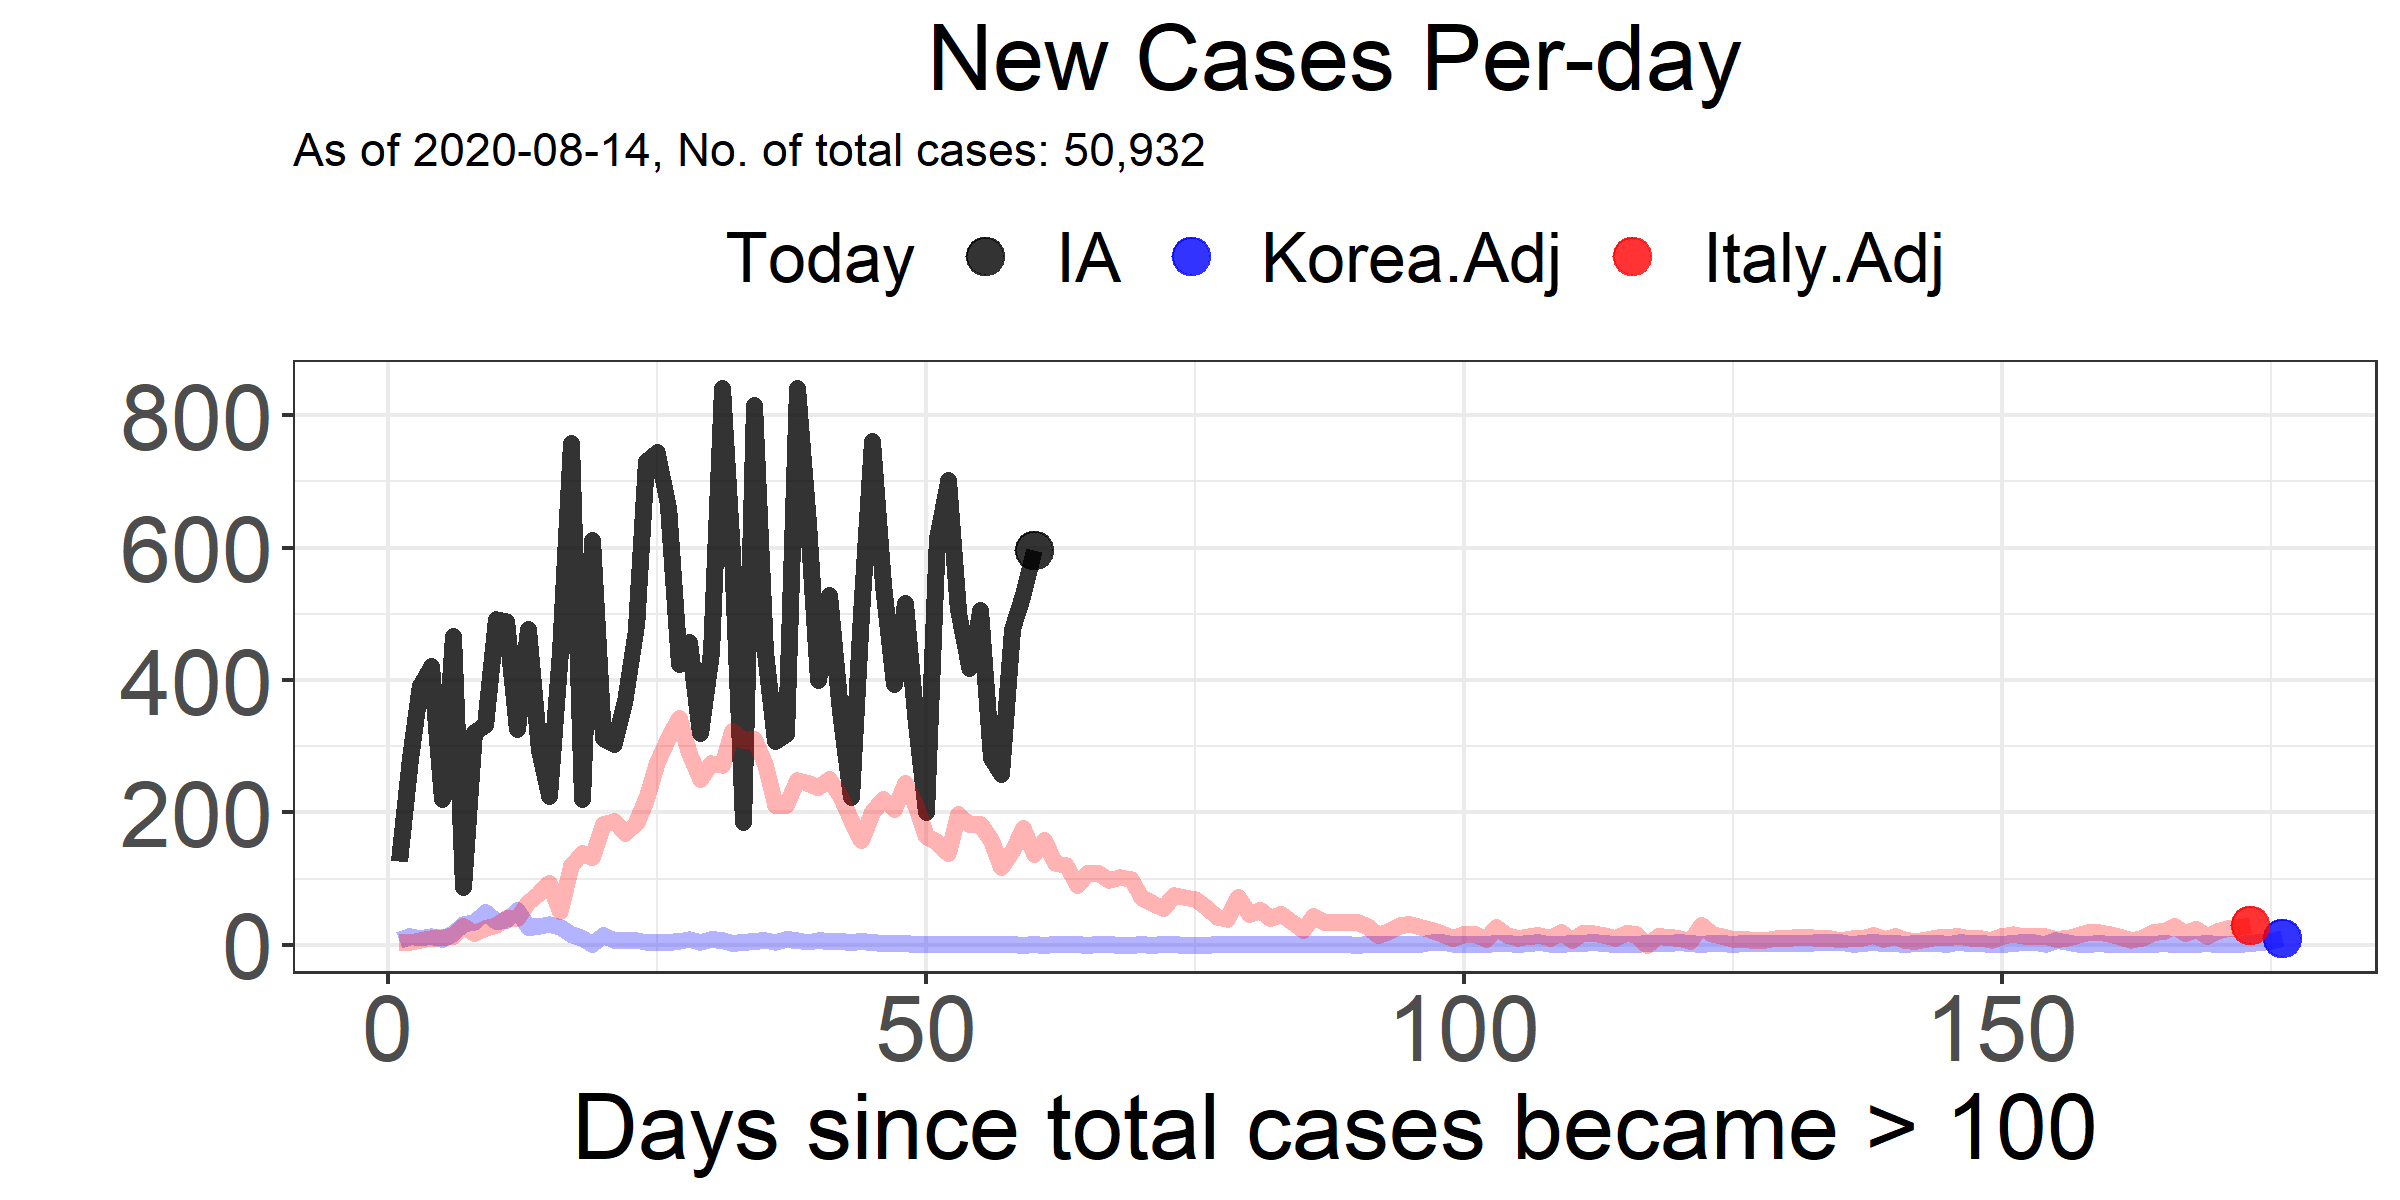 New Cases Per-day
As of 2020-08-14, No. of total cases: 50,932
Today IA Korea.Adj Italy.Adj
800
600
400
200
0
0 50 100 150
Days since total cases became > 100